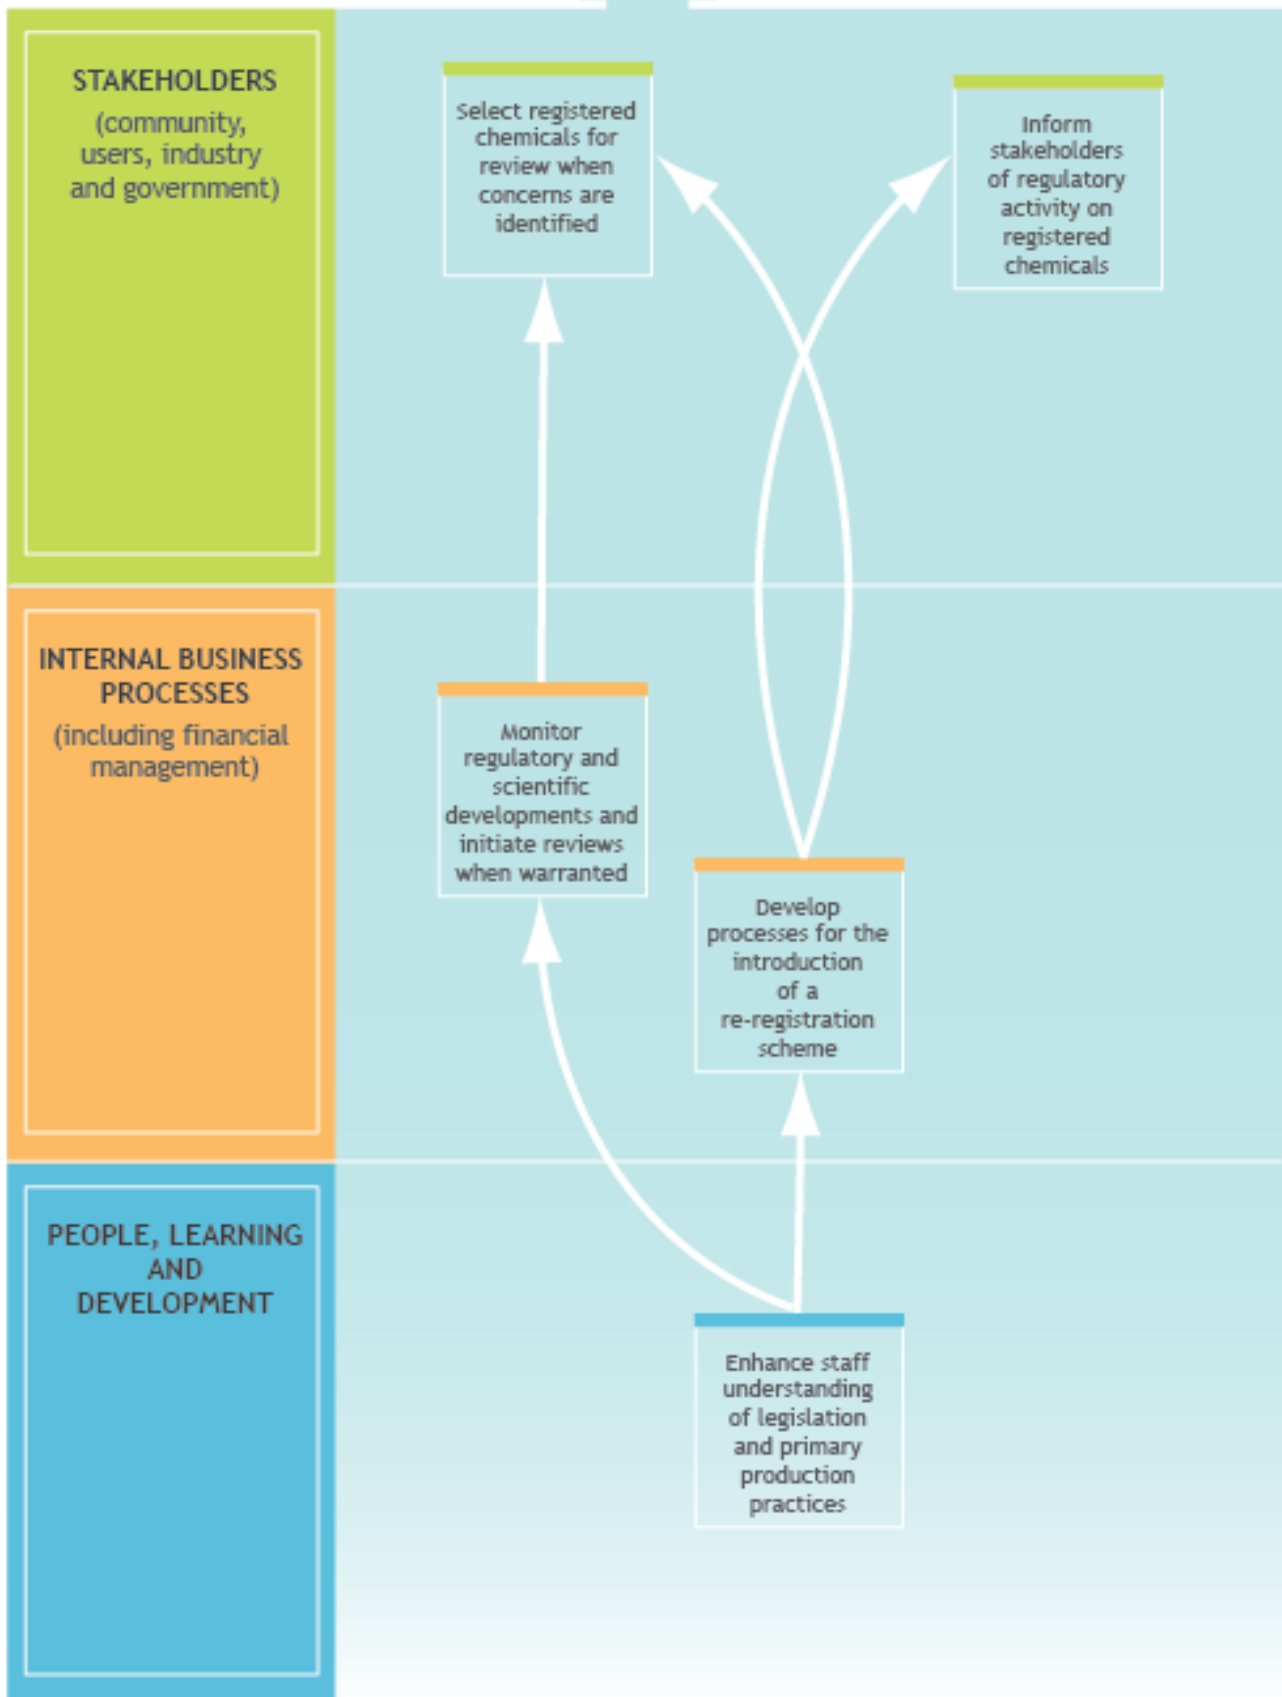 STAKEHOLDERS
(community,
users, industry
and government)
Select registered
chemicals for
review when
concerns are
identified
Inform
stakeholders
of regulatory
activity on
registered
chemicals
INTERNAL BUSINESS
PROCESSES
(including financial
management)
Monitor
regulatory and
scientific
developments and
initiate reviews
when warranted
Develop
processes for the
introduction
of a
re-registration
scheme
PEOPLE, LEARNING
AND
DEVELOPMENT
Enhance staff
understanding
of legislation
and primary
production
practices